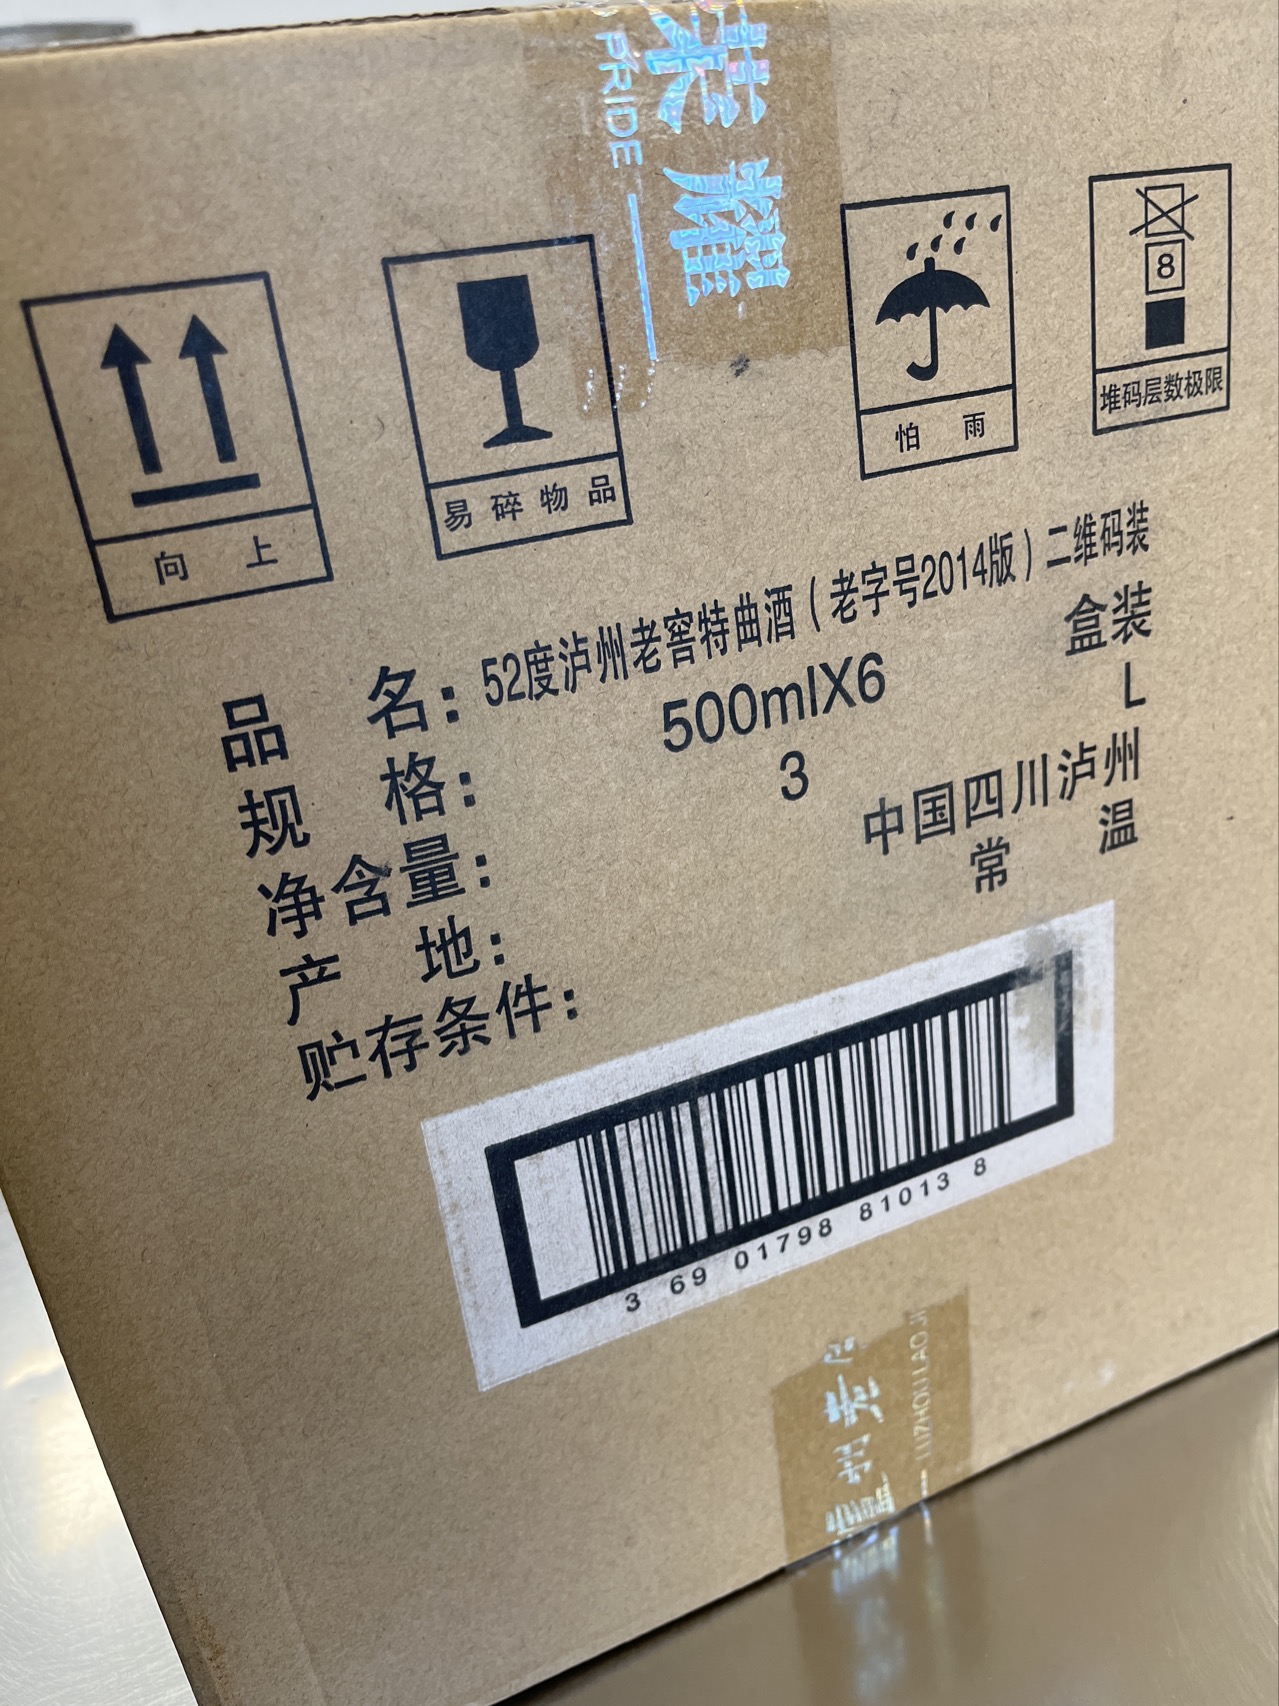 荣耀
PRIDE
向 上
易碎物品
怕 雨
8
堆码层数极限
品 名：52度泸州老窖特曲酒（老字号2014版）二维码装
规 格： 500mlX6 盒装
净含量： 3 L
产 地： 中国四川泸州
贮存条件： 常 温
3 69 01798 81013 8
LUZHOU LAO JI